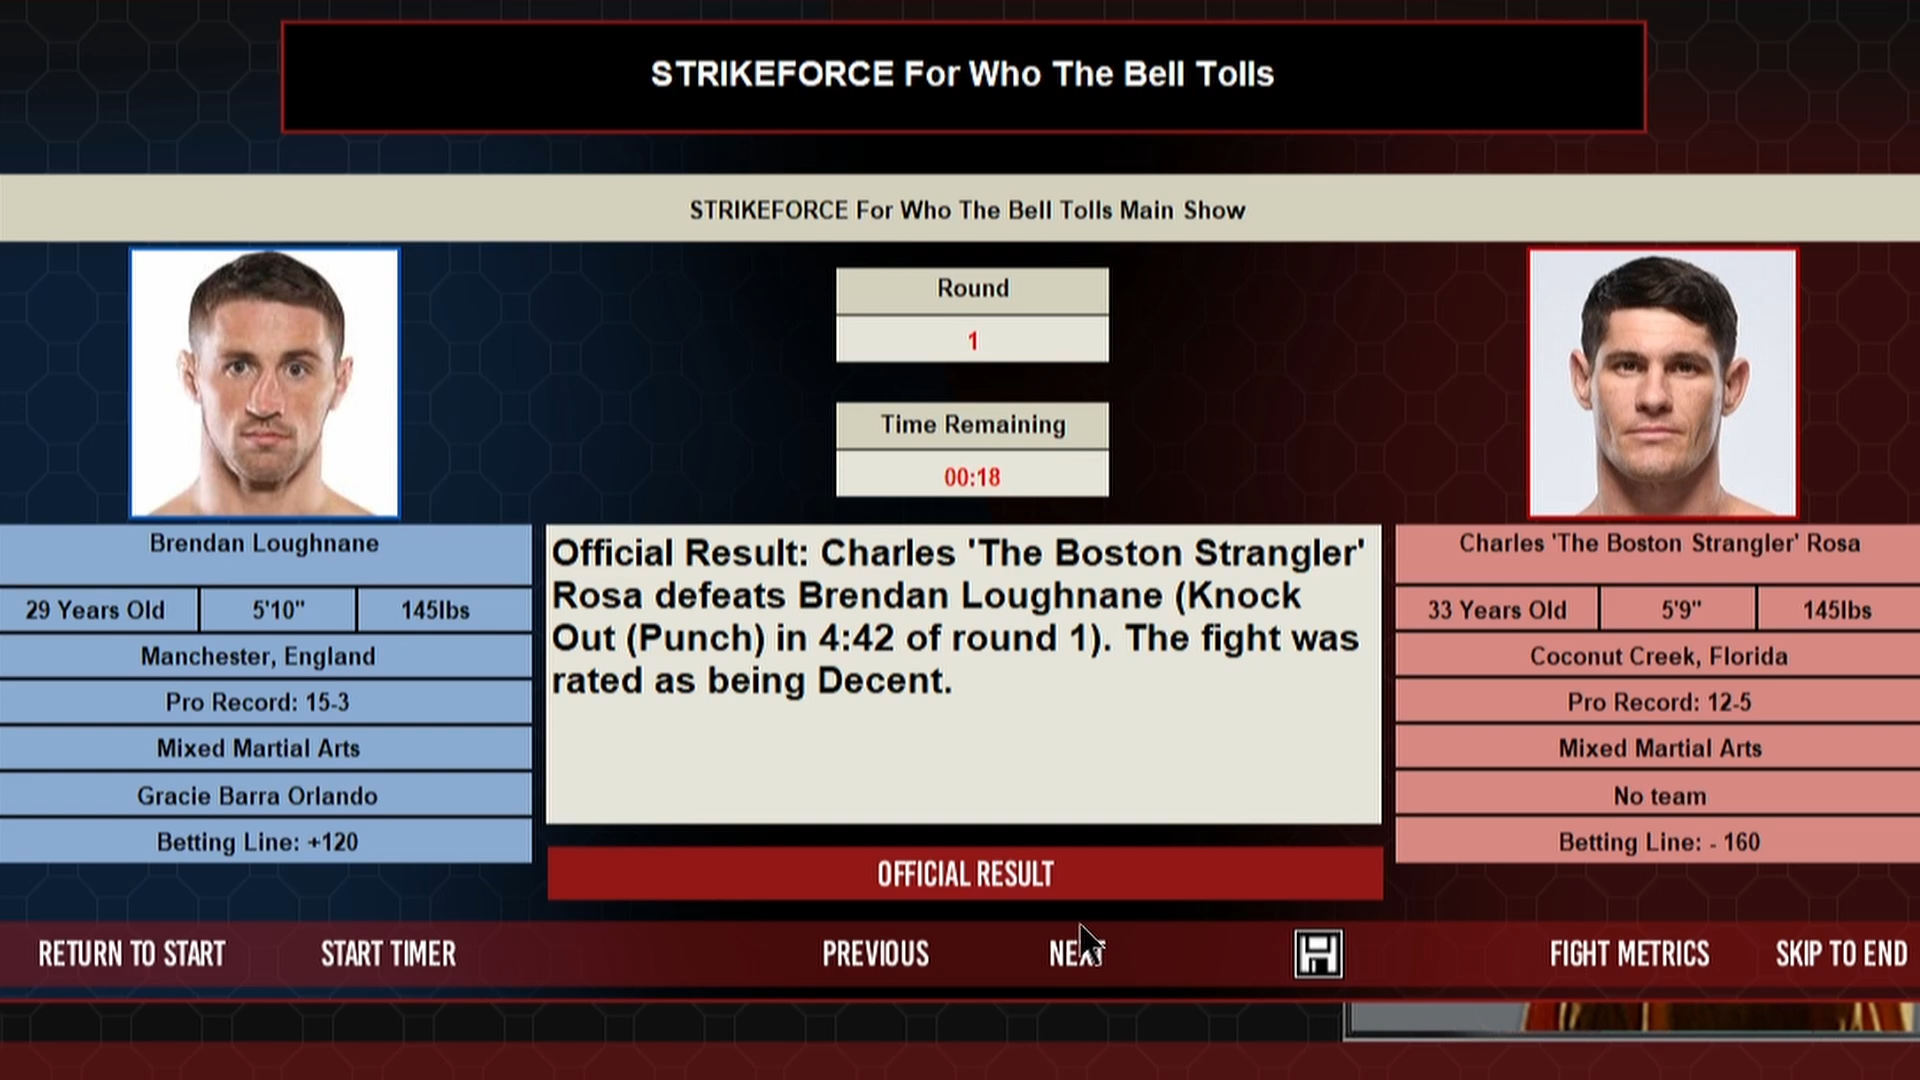 STRIKEFORCE For Who The Bell Tolls
STRIKEFORCE For Who The Bell Tolls Main Show
Round
1
Time Remaining
00:18
Brendan Loughnane
29 Years Old 5'10" 145lbs
Manchester, England
Pro Record: 15-3
Mixed Martial Arts
Gracie Barra Orlando
Betting Line: +120
Official Result: Charles 'The Boston Strangler'
Rosa defeats Brendan Loughnane (Knock
Out (Punch) in 4:42 of round 1). The fight was
rated as being Decent.
Charles 'The Boston Strangler' Rosa
33 Years Old 5'9" 145lbs
Coconut Creek, Florida
Pro Record: 12-5
Mixed Martial Arts
No team
Betting Line: - 160
OFFICIAL RESULT
RETURN TO START START TIMER PREVIOUS NEXT FIGHT METRICS SKIP TO END